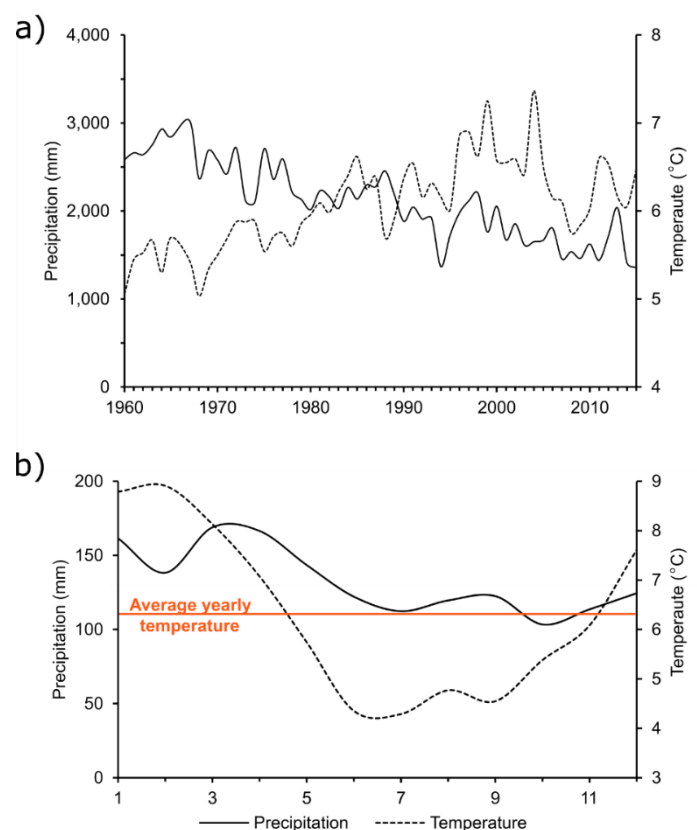 a)
4,000
3,000
2,000
1,000
0
Precipitation (mm)
8
7
6
5
4
Temperaute (°C)
1960 1970 1980 1990 2000 2010
b)
200
150
100
50
0
Precipitation (mm)
Average yearly
temperature
9
8
7
6
5
4
3
Temperaute (°C)
1 3 5 7 9 11
Precipitation Temperature